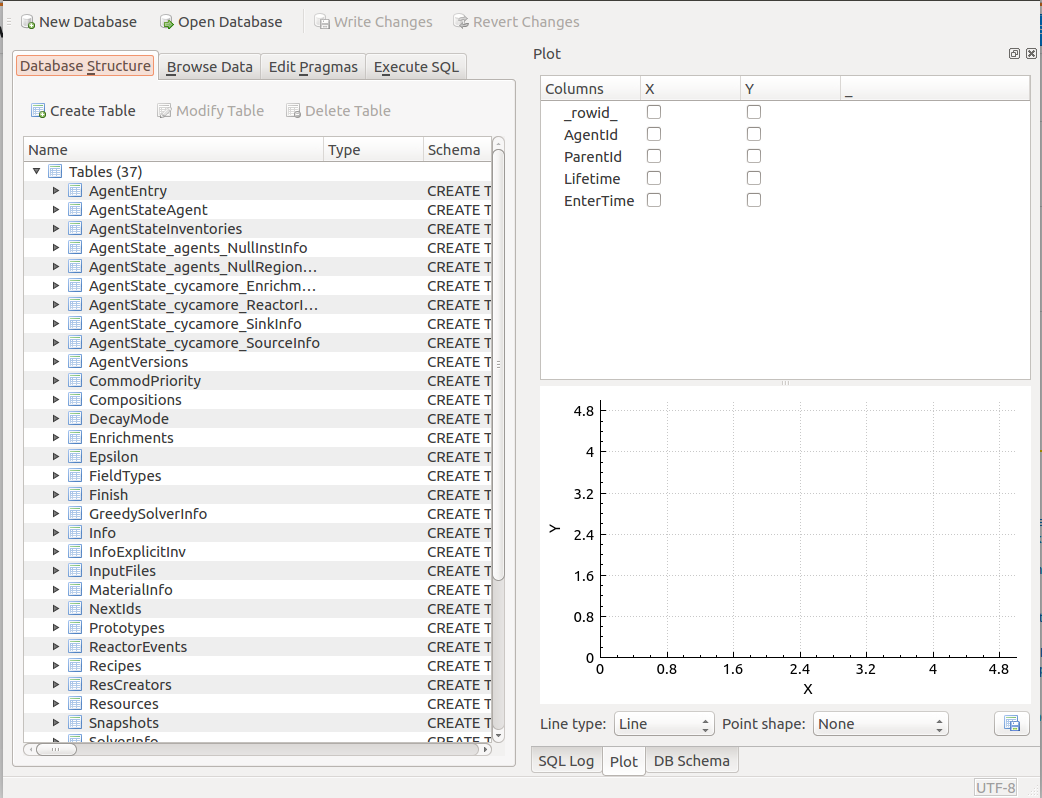 New Database Open Database Write Changes Revert Changes
Database Structure Browse Data Edit Pragmas Execute SQL
Create Table Modify Table Delete Table
Name Type Schema
Tables (37)
AgentEntry CREATE T
AgentStateAgent CREATE T
AgentStateInventories CREATE T
AgentState_agents_NullInstInfo CREATE T
AgentState_agents_NullRegion... CREATE T
AgentState_cycamore_Enrichm... CREATE T
AgentState_cycamore_ReactorI... CREATE T
AgentState_cycamore_SinkInfo CREATE T
AgentState_cycamore_SourceInfo CREATE T
AgentVersions CREATE T
CommodPriority CREATE T
Compositions CREATE T
DecayMode CREATE T
Enrichments CREATE T
Epsilon CREATE T
FieldTypes CREATE T
Finish CREATE T
GreedySolverInfo CREATE T
Info CREATE T
InfoExplicitInv CREATE T
InputFiles CREATE T
MaterialInfo CREATE T
NextIds CREATE T
Prototypes CREATE T
ReactorEvents CREATE T
Recipes CREATE T
ResCreators CREATE T
Resources CREATE T
Snapshots CREATE T
SolverInfo CREATE T
Plot
Columns X Y _
_rowid_
AgentId
ParentId
Lifetime
EnterTime
4.8
4
3.2
2.4
1.6
0.8
0
Y
0 0.8 1.6 2.4 3.2 4 4.8
X
Line type: Line Point shape: None
SQL Log Plot DB Schema
UTF-8